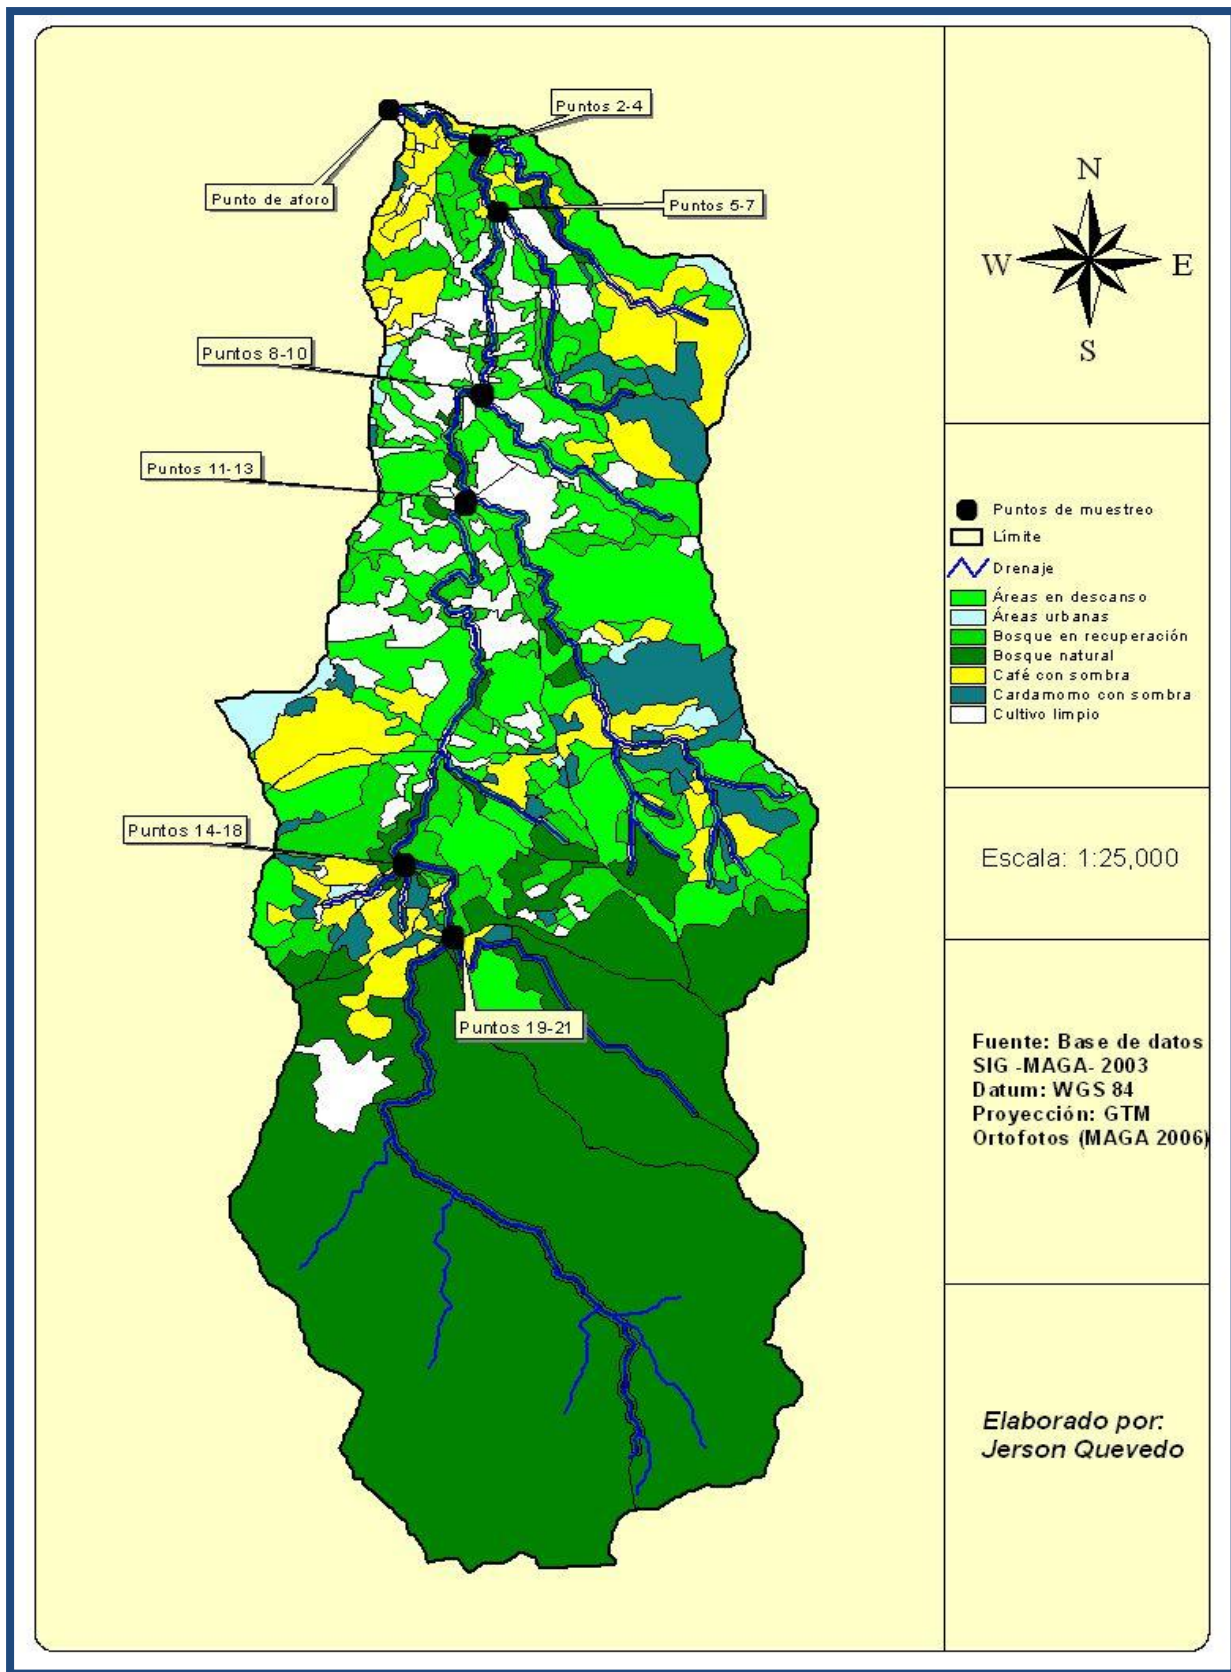 Puntos 2-4
Punto de aforo
Puntos 5-7
Puntos 8-10
Puntos 11-13
Puntos 14-18
Puntos 19-21
N
W
E
S
Puntos de muestreo
Límite
Drenaje
Áreas en descanso
Áreas urbanas
Bosque en recuperación
Bosque natural
Café con sombra
Cardamomo con sombra
Cultivo limpio
Escala: 1:25,000
Fuente: Base de datos
SIG -MAGA- 2003
Datum: WGS 84
Proyección: GTM
Ortofotos (MAGA 2006)
Elaborado por:
Jerson Quevedo